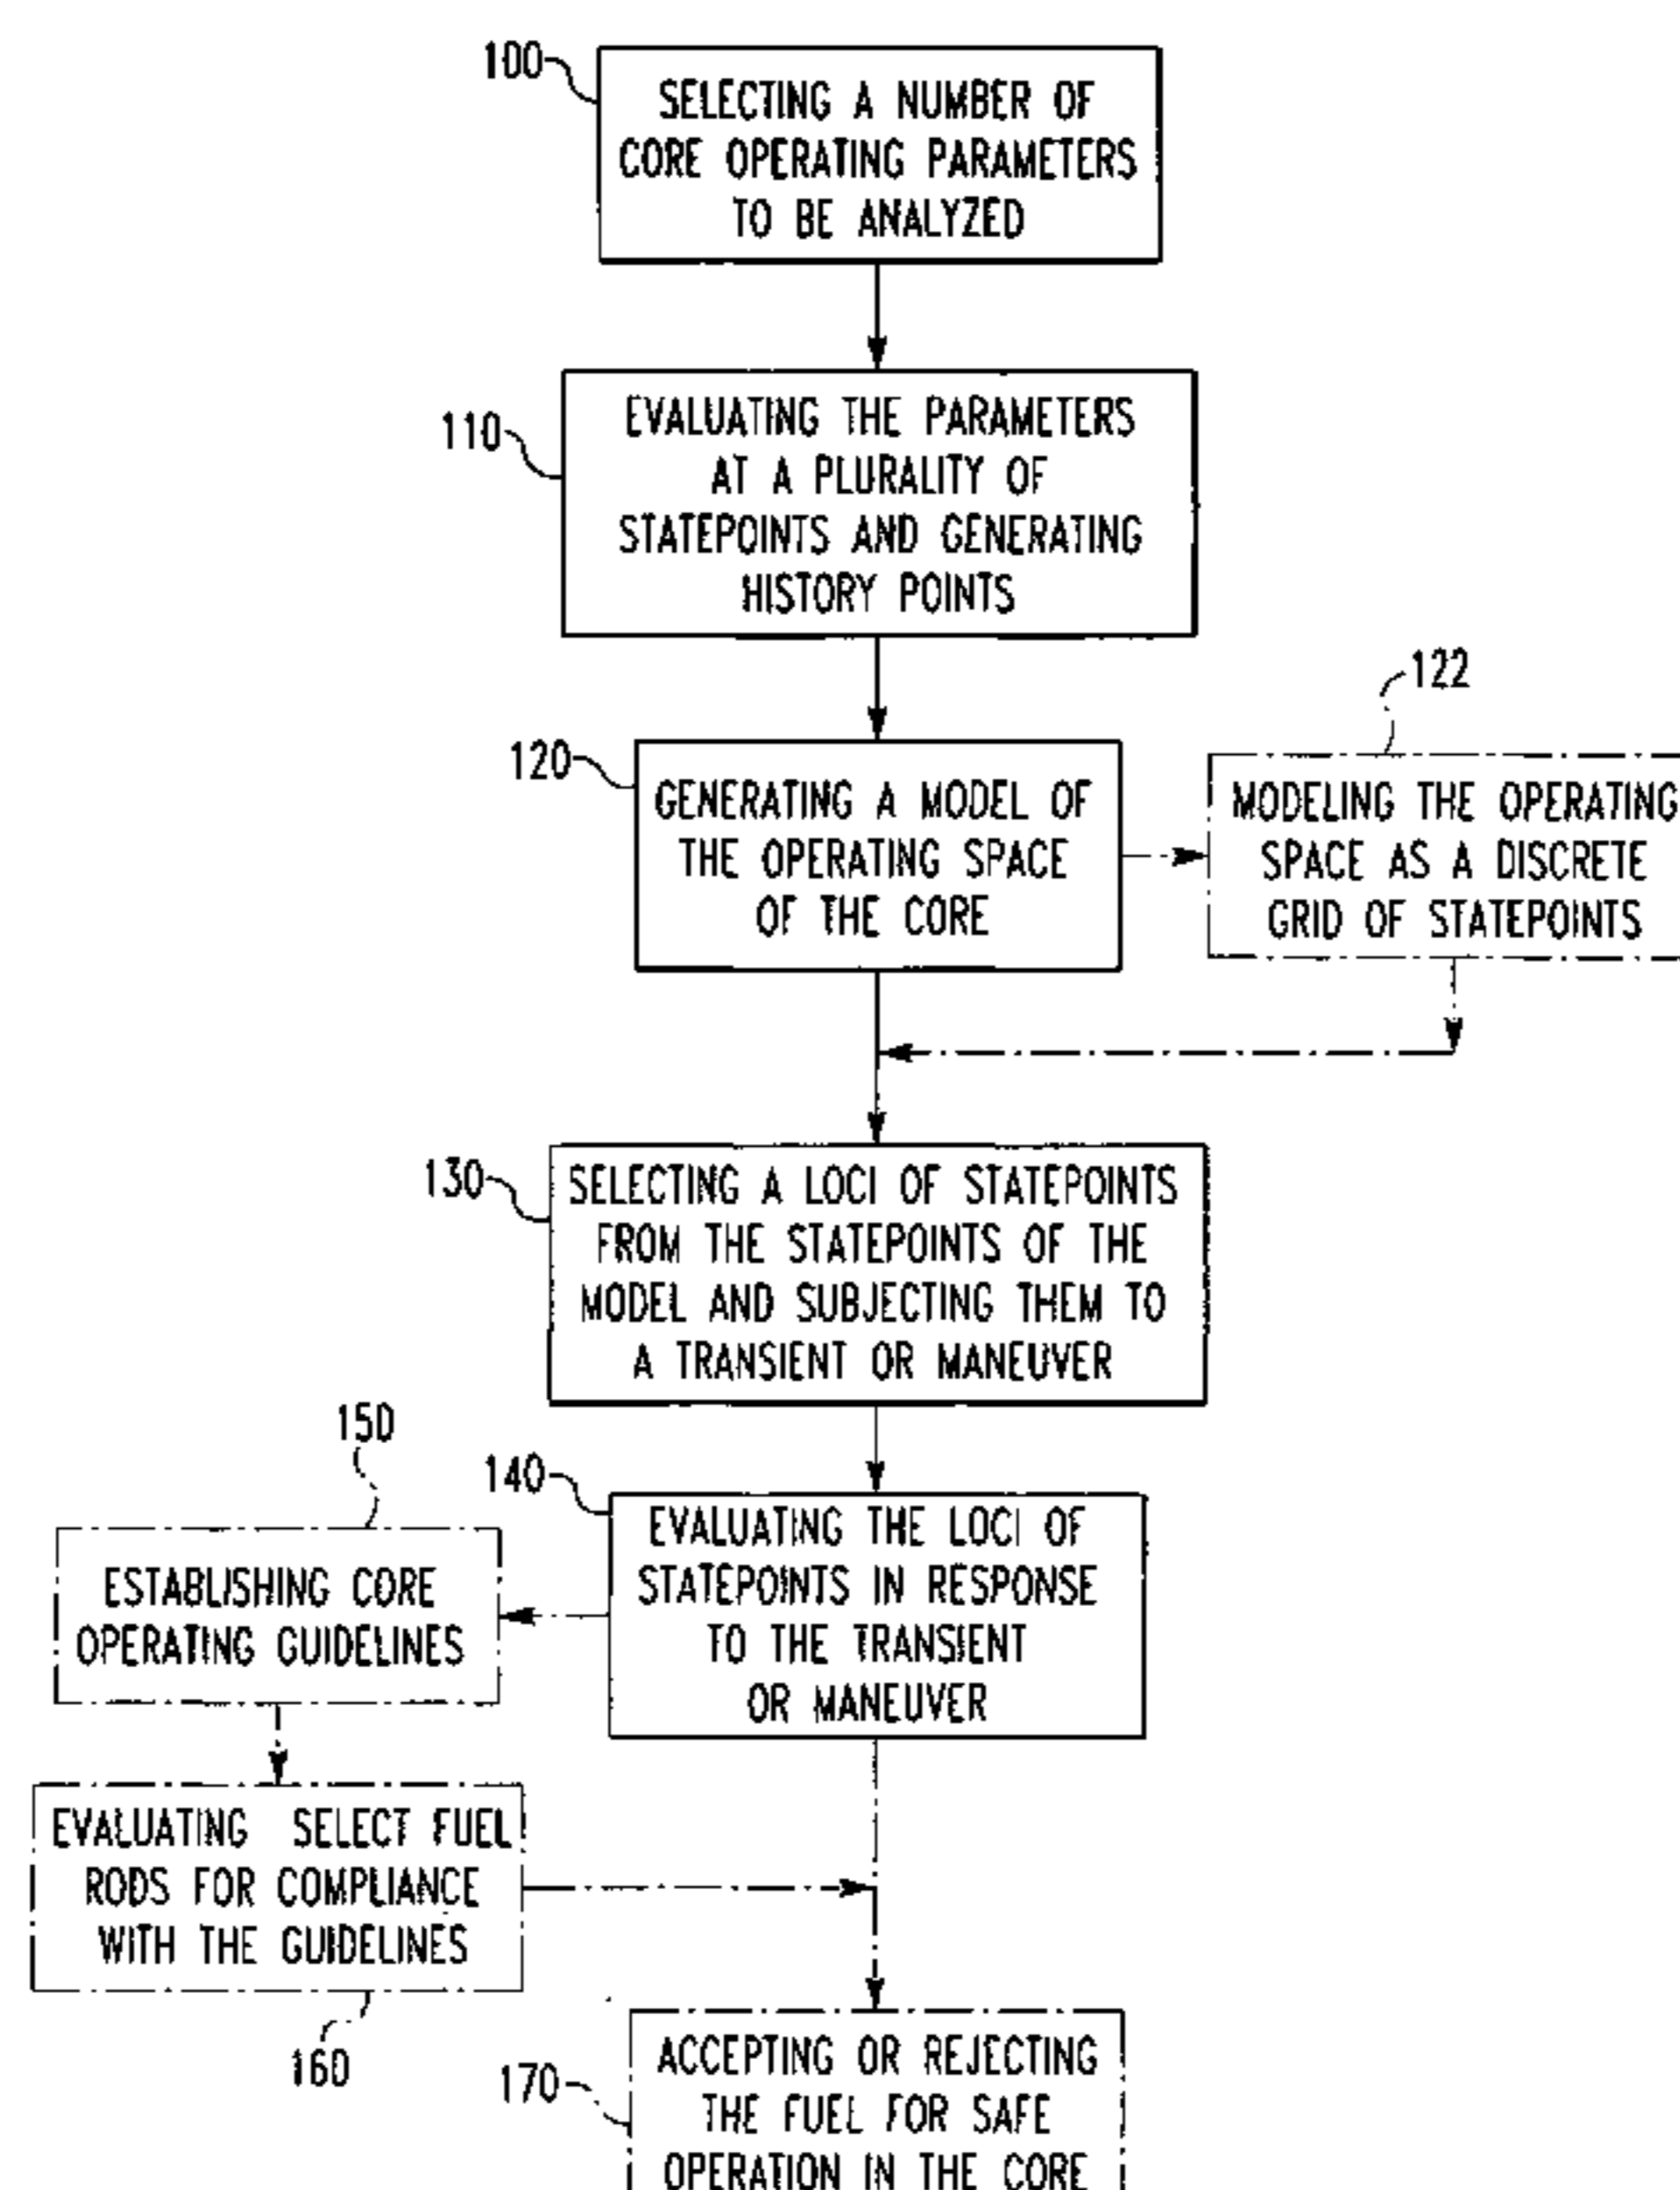 100
SELECTING A NUMBER OF
CORE OPERATING PARAMETERS
TO BE ANALYZED
110
EVALUATING THE PARAMETERS
AT A PLURALITY OF
STATEPOINTS AND GENERATING
HISTORY POINTS
120
GENERATING A MODEL OF
THE OPERATING SPACE
OF THE CORE
122
MODELING THE OPERATING
SPACE AS A DISCRETE
GRID OF STATEPOINTS
130
SELECTING A LOCI OF STATEPOINTS
FROM THE STATEPOINTS OF THE
MODEL AND SUBJECTING THEM TO
A TRANSIENT OR MANEUVER
140
EVALUATING THE LOCI OF
STATEPOINTS IN RESPONSE
TO THE TRANSIENT
OR MANEUVER
150
ESTABLISHING CORE
OPERATING GUIDELINES
EVALUATING SELECT FUEL
RODS FOR COMPLIANCE
WITH THE GUIDELINES
160
170
ACCEPTING OR REJECTING
THE FUEL FOR SAFE
OPERATION IN THE CORE